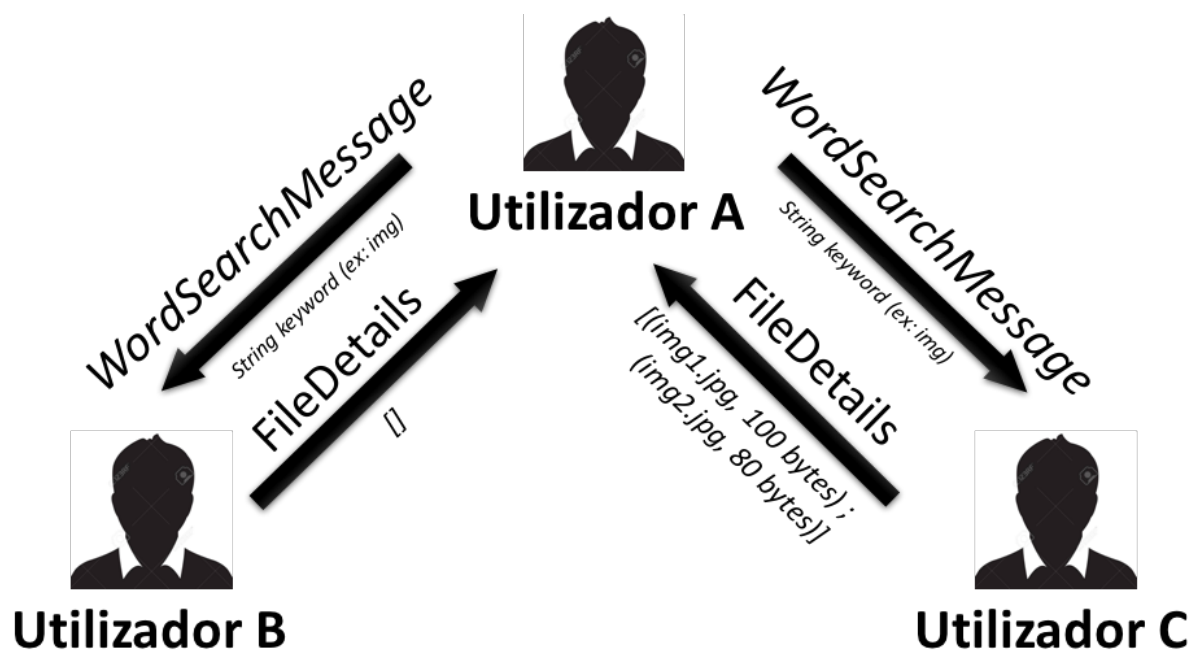 Utilizador A
WordSearchMessage
String keyword (ex: img)
FileDetails
[]
WordSearchMessage
String keyword (ex: img)
FileDetails
[(img1.jpg, 100 bytes) ;
(img2.jpg, 80 bytes)]
Utilizador B
Utilizador C